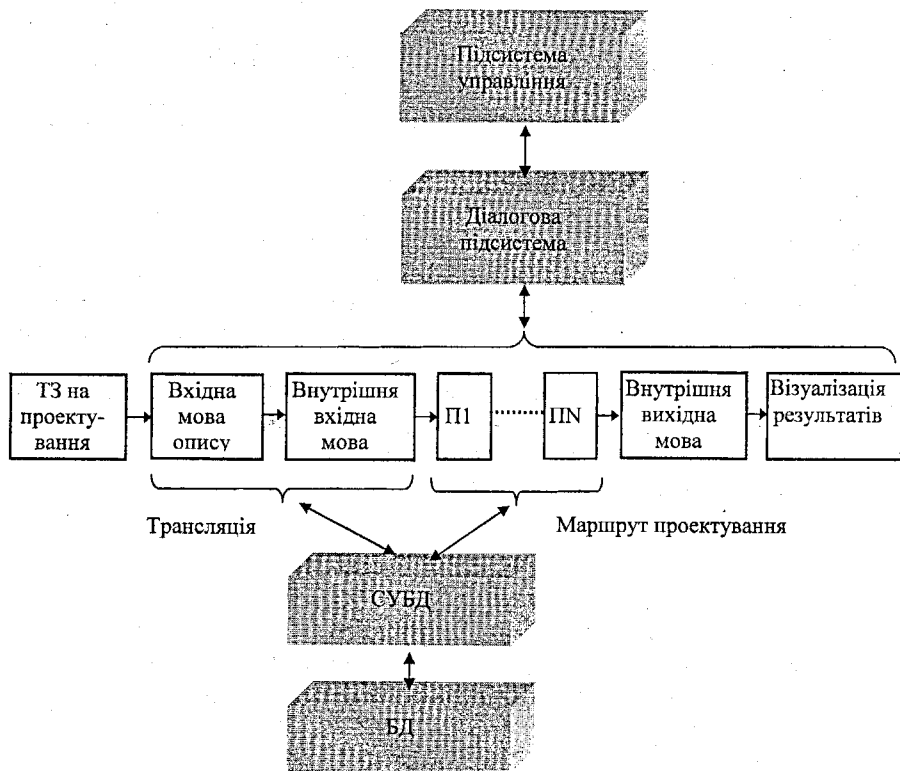 Підсистема
управління
Діалогова
підсистема
ТЗ на
проекту-
вання
Вхідна
мова
опису
Внутрішня
вхідна
мова
П1
ПN
Внутрішня
вихідна
мова
Візуалізація
результатів
Трансляція
Маршрут проектування
СУБД
БД